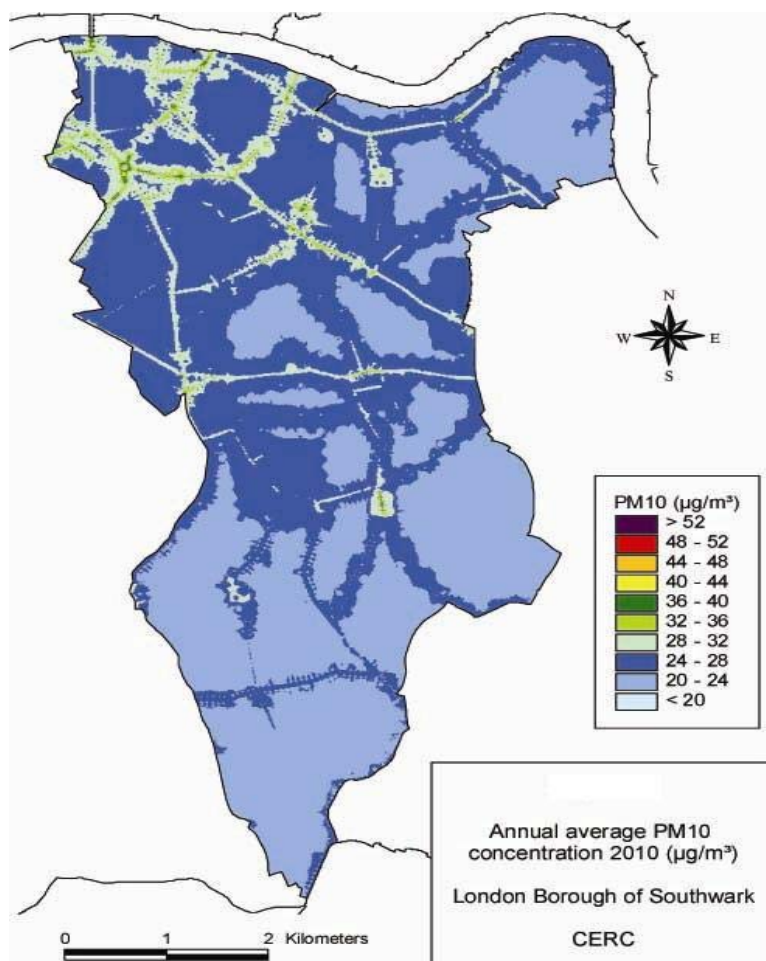 N
W E
S
PM10 (µg/m³)
> 52
48 - 52
44 - 48
40 - 44
36 - 40
32 - 36
28 - 32
24 - 28
20 - 24
< 20
Annual average PM10
concentration 2010 (µg/m³)
London Borough of Southwark
CERC
0 1 2 Kilometers